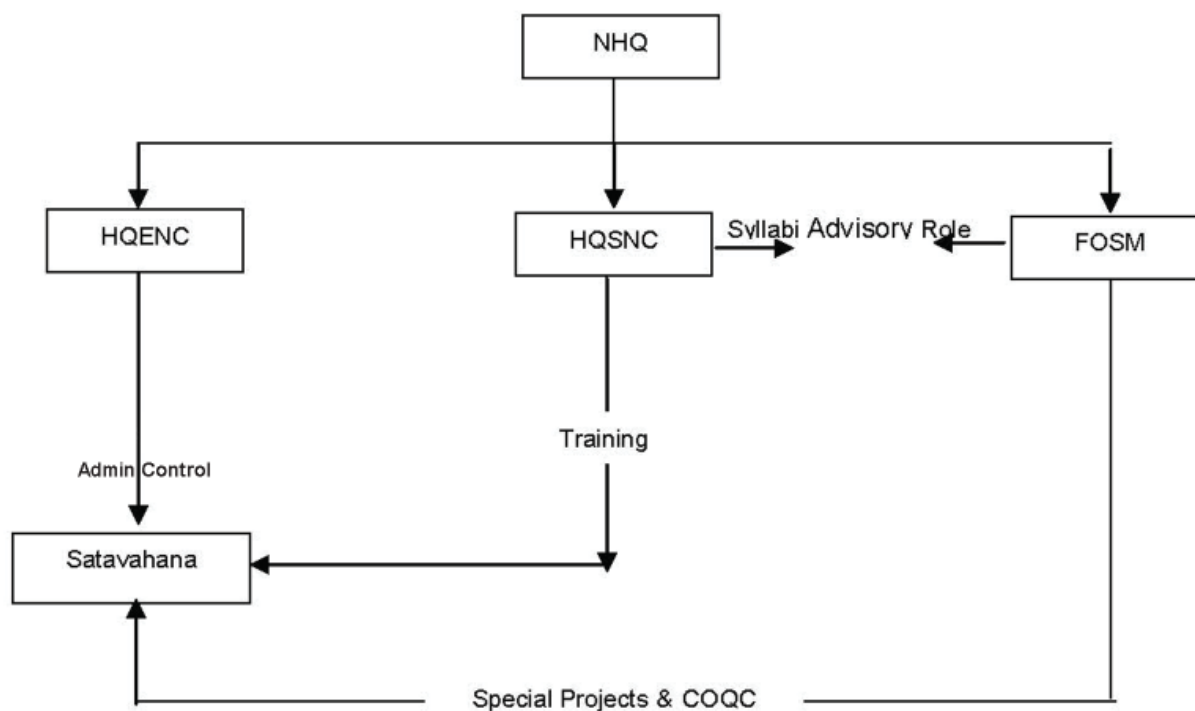 NHQ
HQENC
HQSNC
Syllabi Advisory Role
FOSM
Training
Admin Control
Satavahana
Special Projects & COQC